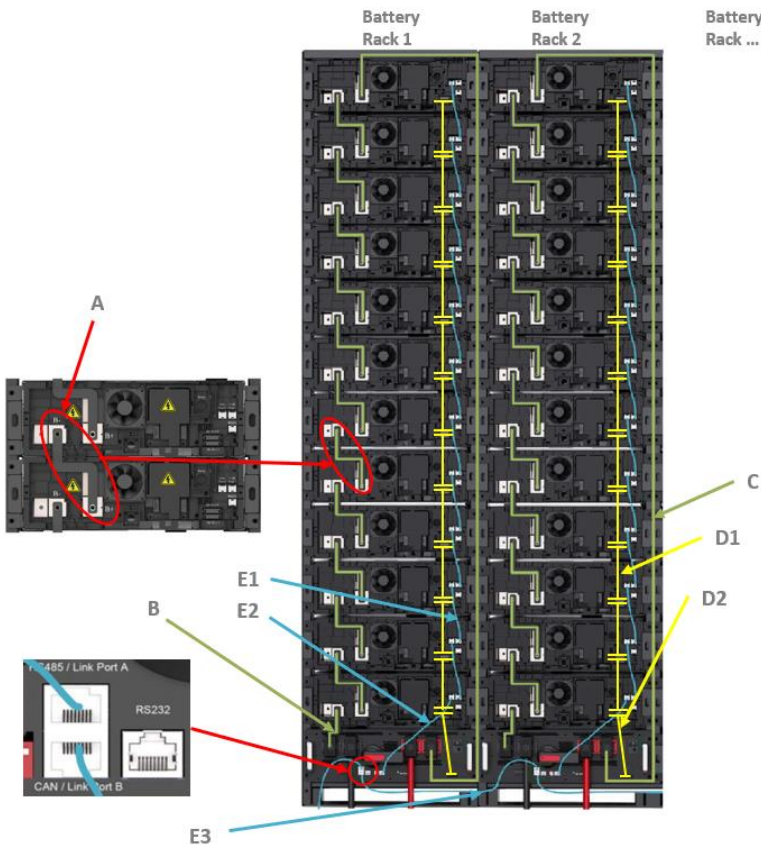 Battery
Rack 1
Battery
Rack 2
Battery
Rack ...
A
B-
B+
B-
B+
C
D1
E1
B
E2
D2
RS485 / Link Port A
RS232
CAN / Link Port B
E3